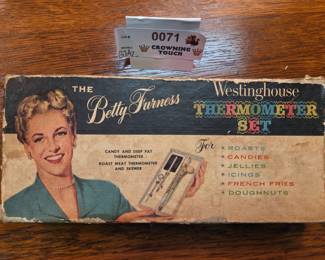 0071
CROWNING
TOUCH
THE
Betty Furness
Westinghouse
THERMOMETER
SET
CANDY AND DEEP FAT
THERMOMETER
ROAST MEAT THERMOMETER
AND SKEWER
For
• ROASTS
• CANDIES
• JELLIES
• ICINGS
• FRENCH FRIES
• DOUGHNUTS